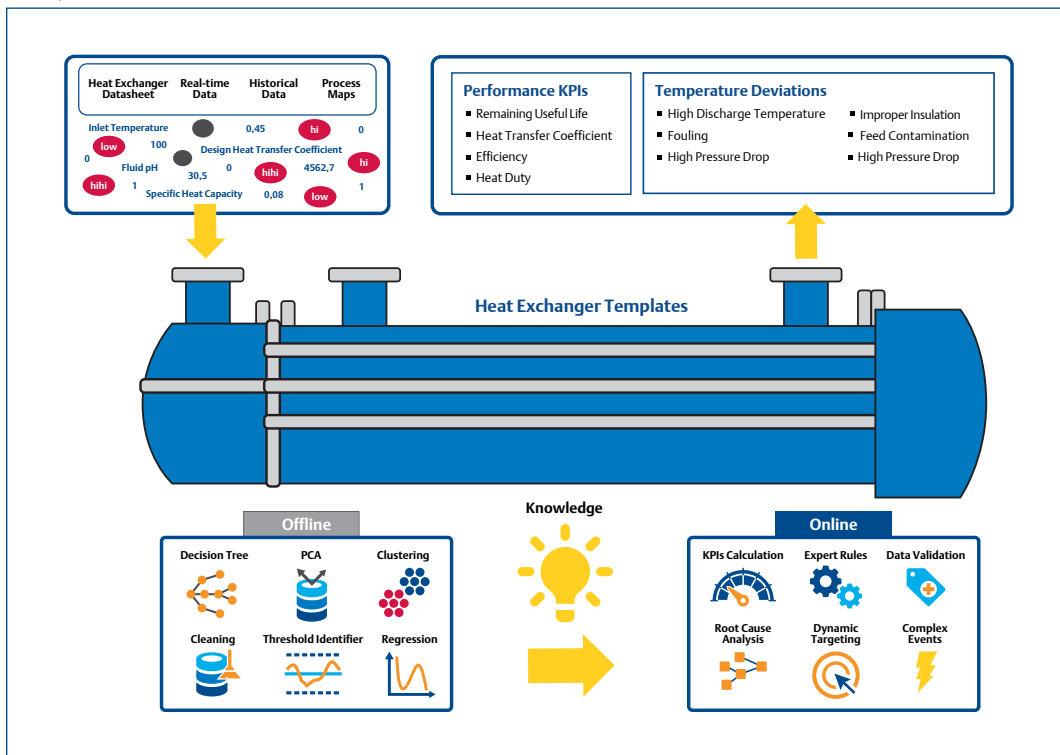 Heat Exchanger
Datasheet
Real-time
Data
Historical
Data
Process
Maps
Inlet Temperature
0,45
hi
0
low
100
Design Heat Transfer Coefficient
0
Fluid pH
30,5
0
hihi
4562,7
hi
hihi
1
Specific Heat Capacity
0,08
low
1
Performance KPIs
▪ Remaining Useful Life
▪ Heat Transfer Coefficient
▪ Efficiency
▪ Heat Duty
Temperature Deviations
▪ High Discharge Temperature
▪ Fouling
▪ High Pressure Drop
▪ Improper Insulation
▪ Feed Contamination
▪ High Pressure Drop
Heat Exchanger Templates
Offline
Decision Tree
PCA
Clustering
Cleaning
Threshold Identifier
Regression
Knowledge
Online
KPIs Calculation
Expert Rules
Data Validation
Root Cause
Analysis
Dynamic
Targeting
Complex
Events